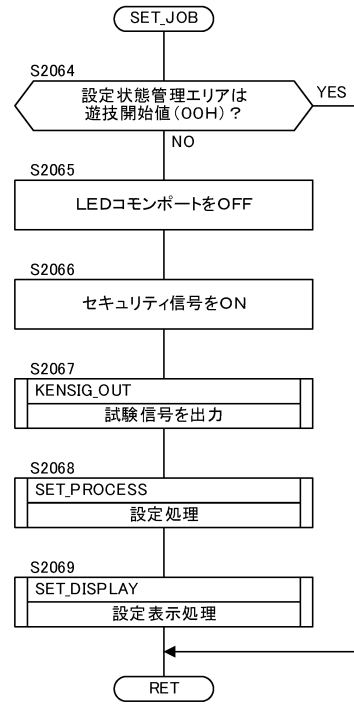 SET_JOB
S2064
設定状態管理エリアは
遊技開始値(00H)?
YES
NO
S2065
LEDコモンポートをOFF
S2066
セキュリティ信号をON
S2067
KENSIG_OUT
試験信号を出力
S2068
SET_PROCESS
設定処理
S2069
SET_DISPLAY
設定表示処理
RET